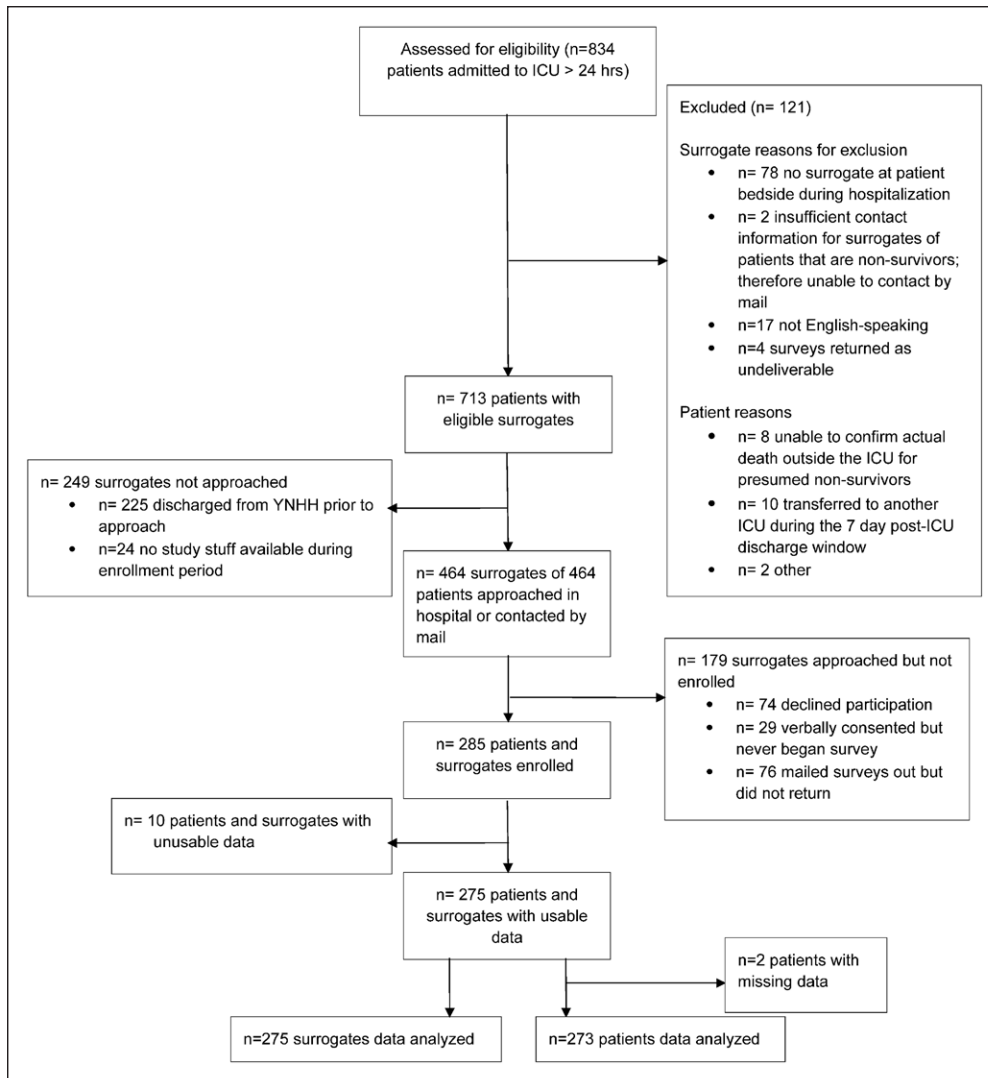 Assessed for eligibility (n=834
patients admitted to ICU > 24 hrs)
Excluded (n= 121)
Surrogate reasons for exclusion
• n= 78 no surrogate at patient
bedside during hospitalization
• n= 2 insufficient contact
information for surrogates of
patients that are non-survivors;
therefore unable to contact by
mail
• n=17 not English-speaking
• n=4 surveys returned as
undeliverable
Patient reasons
• n= 8 unable to confirm actual
death outside the ICU for
presumed non-survivors
• n= 10 transferred to another
ICU during the 7 day post-ICU
discharge window
• n= 2 other
n= 713 patients with
eligible surrogates
n= 249 surrogates not approached
• n= 225 discharged from YNHH prior to
approach
• n=24 no study stuff available during
enrollment period
n= 464 surrogates of 464
patients approached in
hospital or contacted by
mail
n= 179 surrogates approached but not
enrolled
• n= 74 declined participation
• n= 29 verbally consented but
never began survey
• n= 76 mailed surveys out but
did not return
n= 285 patients and
surrogates enrolled
n= 10 patients and surrogates with
unusable data
n= 275 patients and
surrogates with usable
data
n=2 patients with
missing data
n=275 surrogates data analyzed
n=273 patients data analyzed